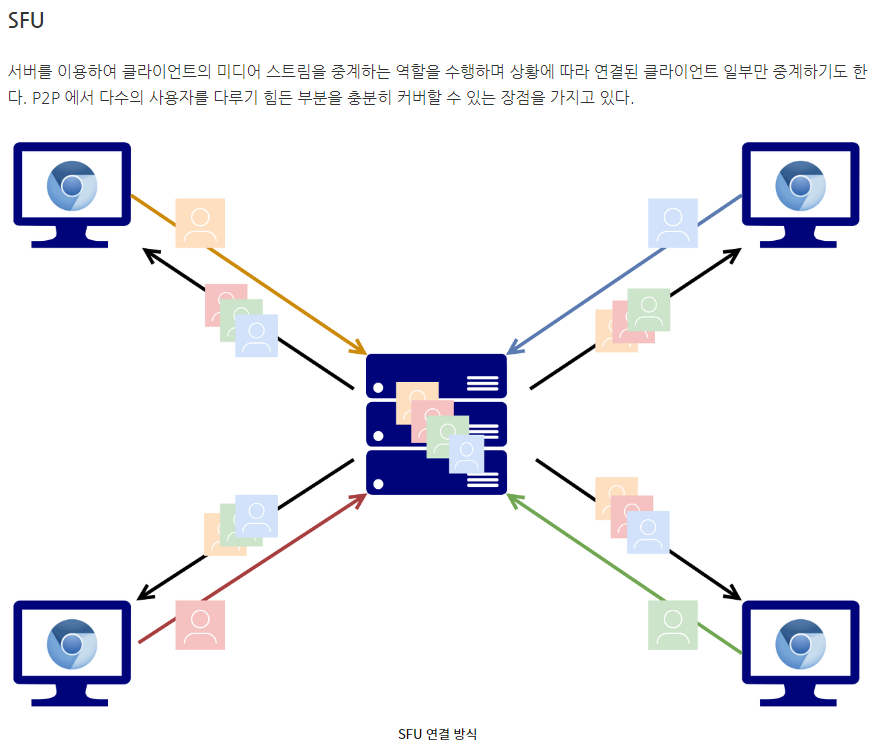 SFU
서버를 이용하여 클라이언트의 미디어 스트림을 중계하는 역할을 수행하며 상황에 따라 연결된 클라이언트 일부만 중계하기도 한
다. P2P 에서 다수의 사용자를 다루기 힘든 부분을 충분히 커버할 수 있는 장점을 가지고 있다.
SFU 연결 방식